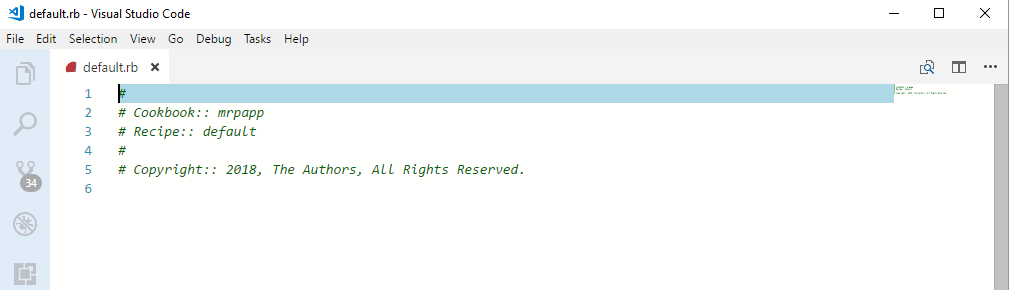 default.rb - Visual Studio Code
File Edit Selection View Go Debug Tasks Help
default.rb
1 #
2 # Cookbook:: mrpapp
3 # Recipe:: default
4 #
5 # Copyright:: 2018, The Authors, All Rights Reserved.
6
34